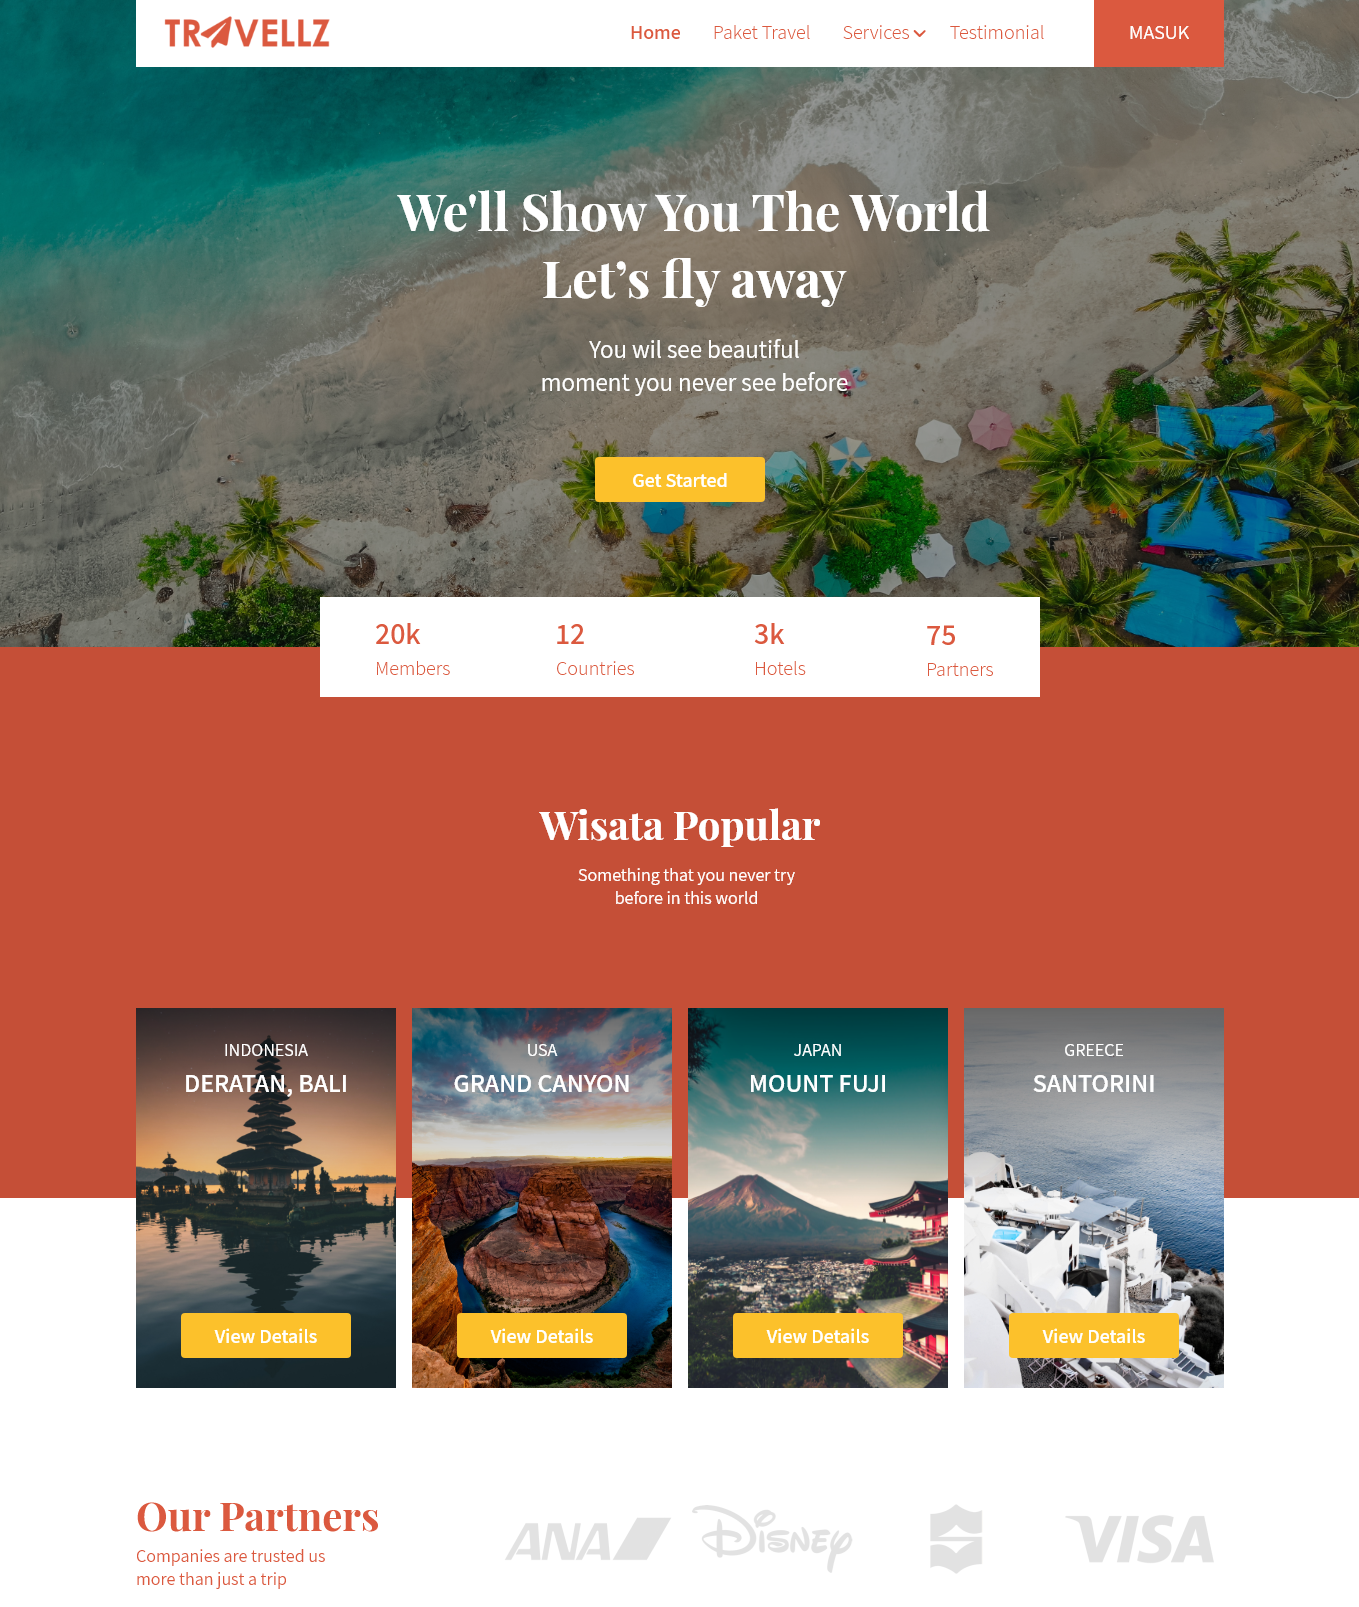 TRAVELLZ
Home Paket Travel Services Testimonial MASUK
We'll Show You The World
Let’s fly away
You wil see beautiful
moment you never see before
Get Started
20k 12 3k 75
Members Countries Hotels Partners
Wisata Popular
Something that you never try
before in this world
INDONESIA USA JAPAN GREECE
DERATAN, BALI GRAND CANYON MOUNT FUJI SANTORINI
View Details View Details View Details View Details
Our Partners
Companies are trusted us
more than just a trip
ANA Disney VISA